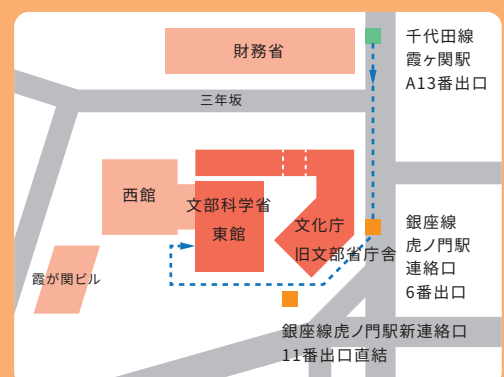 財務省
千代田線
霞ヶ関駅
A13番出口
三年坂
西館
文部科学省
東館
文化庁
旧文部省庁舎
銀座線
虎ノ門駅
連絡口
6番出口
霞が関ビル
銀座線虎ノ門駅新連絡口
11番出口直結